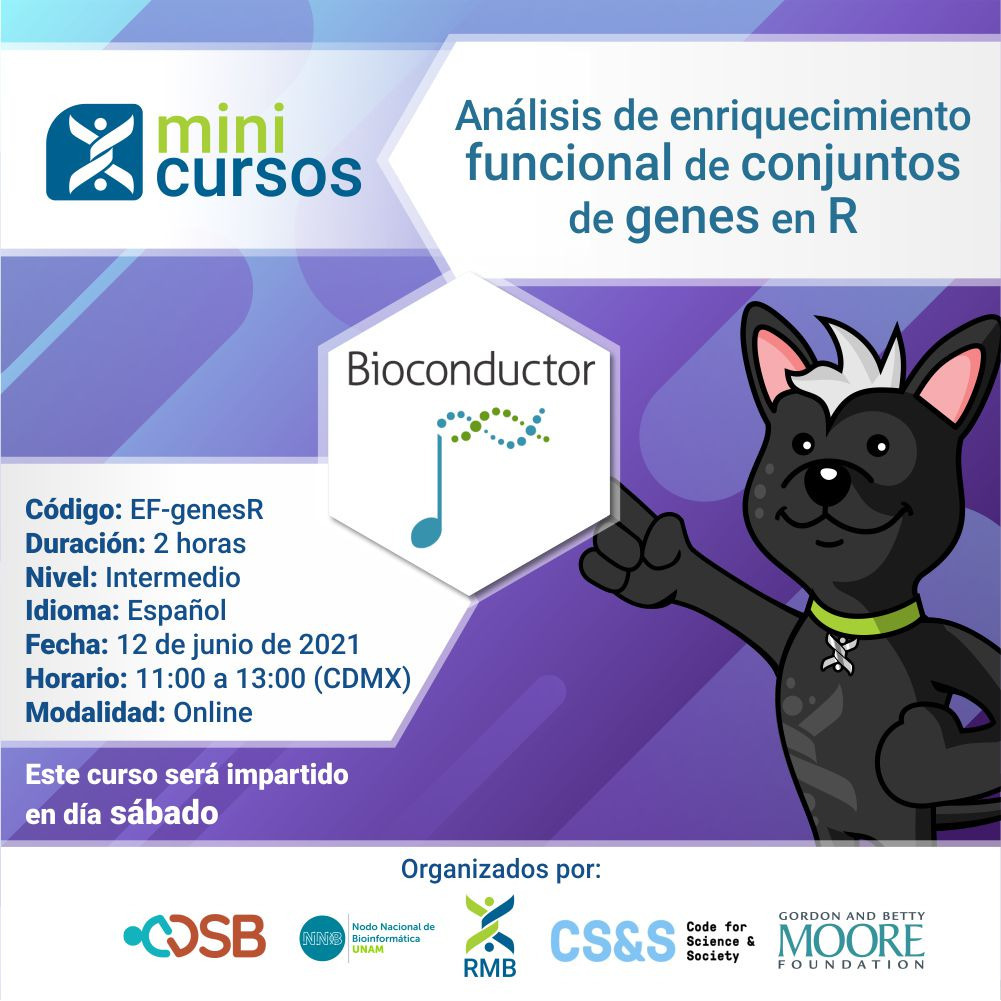 mini
cursos
Análisis de enriquecimiento
funcional de conjuntos
de genes en R
Bioconductor
Código: EF-genesR
Duración: 2 horas
Nivel: Intermedio
Idioma: Español
Fecha: 12 de junio de 2021
Horario: 11:00 a 13:00 (CDMX)
Modalidad: Online
Este curso será impartido
en día sábado
Organizados por:
CDSB
NNB
Nodo Nacional de
Bioinformática
UNAM
RMB
CS&S
Code for
Science &
Society
GORDON AND BETTY
MOORE
FOUNDATION